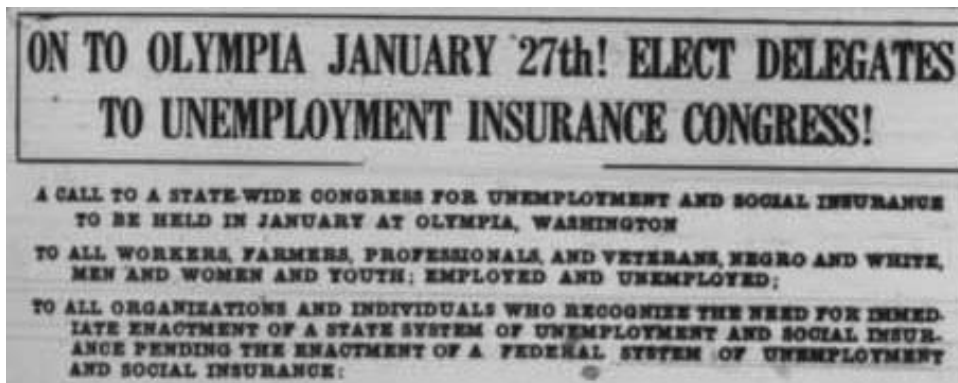 ON TO OLYMPIA JANUARY 27th! ELECT DELEGATES
TO UNEMPLOYMENT INSURANCE CONGRESS!
A CALL TO A STATE-WIDE CONGRESS FOR UNEMPLOYMENT AND SOCIAL INSURANCE
TO BE HELD IN JANUARY AT OLYMPIA, WASHINGTON
TO ALL WORKERS, FARMERS, PROFESSIONALS, AND VETERANS, NEGRO AND WHITE,
MEN AND WOMEN AND YOUTH; EMPLOYED AND UNEMPLOYED;
TO ALL ORGANIZATIONS AND INDIVIDUALS WHO RECOGNIZE THE NEED FOR IMMED-
IATE ENACTMENT OF A STATE SYSTEM OF UNEMPLOYMENT AND SOCIAL INSUR-
ANCE PENDING THE ENACTMENT OF A FEDERAL SYSTEM OF UNEMPLOYMENT
AND SOCIAL INSURANCE: